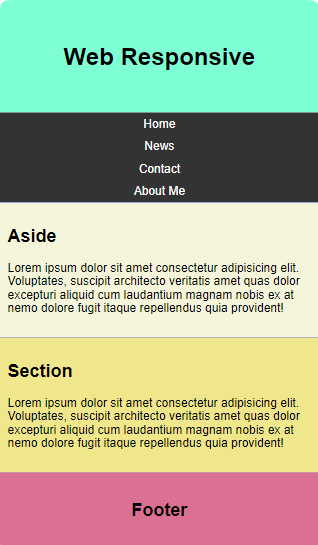 Web Responsive
Home
News
Contact
About Me
Aside
Lorem ipsum dolor sit amet consectetur adipisicing elit.
Voluptates, suscipit architecto veritatis amet quas dolor
excepturi aliquid cum laudantium magnam nobis ex at
nemo dolore fugit itaque repellendus quia provident!
Section
Lorem ipsum dolor sit amet consectetur adipisicing elit.
Voluptates, suscipit architecto veritatis amet quas dolor
excepturi aliquid cum laudantium magnam nobis ex at
nemo dolore fugit itaque repellendus quia provident!
Footer